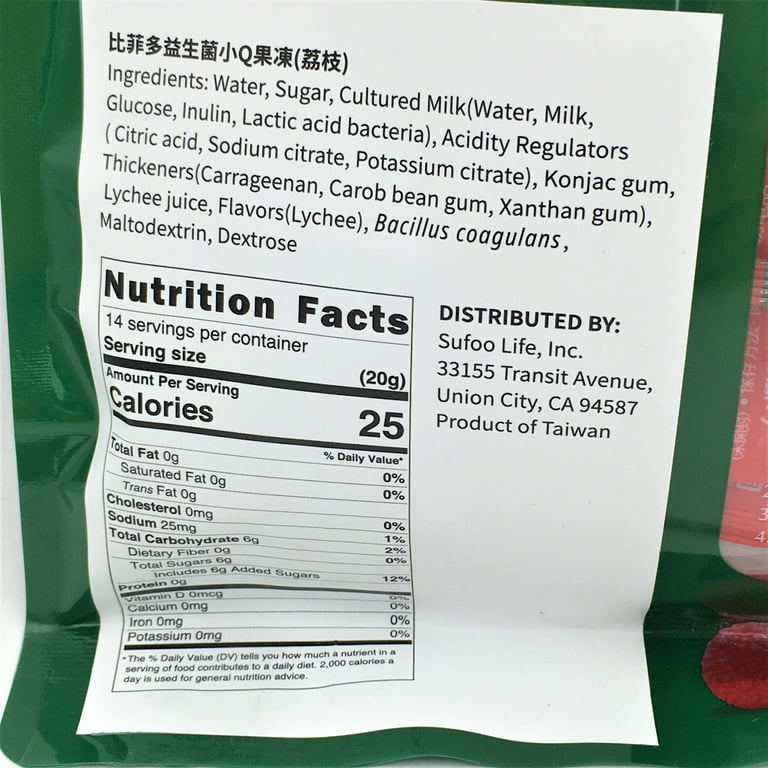 比菲多益生菌小Q果凍(荔枝)
Ingredients: Water, Sugar, Cultured Milk(Water, Milk,
Glucose, Inulin, Lactic acid bacteria), Acidity Regulators
( Citric acid, Sodium citrate, Potassium citrate), Konjac gum,
Thickeners(Carrageenan, Carob bean gum, Xanthan gum),
Lychee juice, Flavors(Lychee), Bacillus coagulans,
Maltodextrin, Dextrose
Nutrition Facts
14 servings per container
Serving size (20g)
Amount Per Serving
Calories 25
% Daily Value*
Total Fat 0g 0%
Saturated Fat 0g 0%
Trans Fat 0g
Cholesterol 0mg 0%
Sodium 25mg 1%
Total Carbohydrate 6g 2%
Dietary Fiber 0g 0%
Total Sugars 6g
Includes 6g Added Sugars 12%
Protein 0g
Vitamin D 0mcg 0%
Calcium 0mg 0%
Iron 0mg 0%
Potassium 0mg 0%
*The % Daily Value (DV) tells you how much a nutrient in a
serving of food contributes to a daily diet. 2,000 calories a
day is used for general nutrition advice.
DISTRIBUTED BY:
Sufoo Life, Inc.
33155 Transit Avenue,
Union City, CA 94587
Product of Taiwan